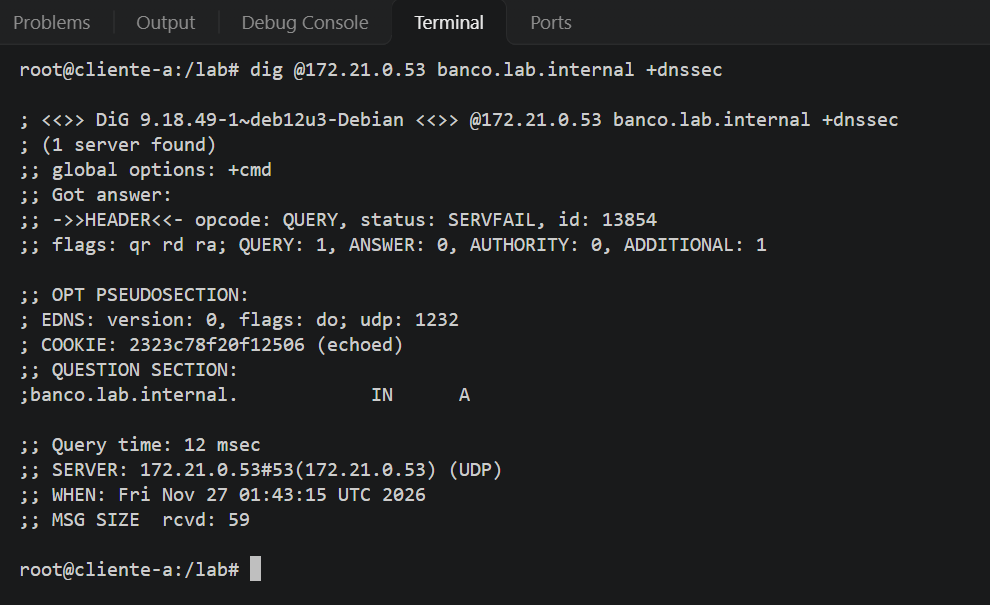 Problems Output Debug Console Terminal Ports
root@cliente-a:/lab# dig @172.21.0.53 banco.lab.internal +dnssec
; <<>> DiG 9.18.49-1~deb12u3-Debian <<>> @172.21.0.53 banco.lab.internal +dnssec
; (1 server found)
;; global options: +cmd
;; Got answer:
;; ->>HEADER<<- opcode: QUERY, status: SERVFAIL, id: 13854
;; flags: qr rd ra; QUERY: 1, ANSWER: 0, AUTHORITY: 0, ADDITIONAL: 1
;; OPT PSEUDOSECTION:
; EDNS: version: 0, flags: do; udp: 1232
; COOKIE: 2323c78f20f12506 (echoed)
;; QUESTION SECTION:
;banco.lab.internal. IN A
;; Query time: 12 msec
;; SERVER: 172.21.0.53#53(172.21.0.53) (UDP)
;; WHEN: Fri Nov 27 01:43:15 UTC 2026
;; MSG SIZE rcvd: 59
root@cliente-a:/lab#